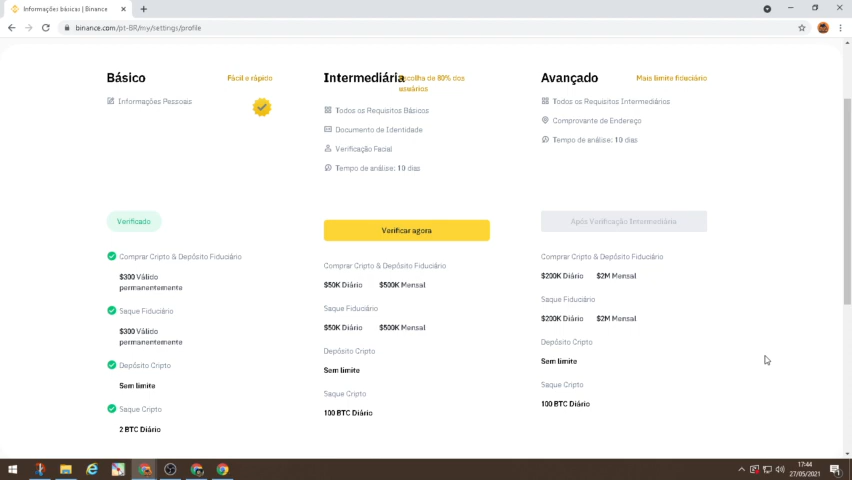 Informações básicas | Binance
binance.com/pt-BR/my/settings/profile
Básico
Fácil e rápido
Informações Pessoais
Verificado
Comprar Cripto & Depósito Fiduciário
$300 Válido
permanentemente
Saque Fiduciário
$300 Válido
permanentemente
Depósito Cripto
Sem limite
Saque Cripto
2 BTC Diário
Intermediária
colha de 80% dos
usuários
Todos os Requisitos Básicos
Documento de Identidade
Verificação Facial
Tempo de análise: 10 dias
Verificar agora
Comprar Cripto & Depósito Fiduciário
$50K Diário $500K Mensal
Saque Fiduciário
$50K Diário $500K Mensal
Depósito Cripto
Sem limite
Saque Cripto
100 BTC Diário
Avançado
Mais limite fiduciário
Todos os Requisitos Intermediários
Comprovante de Endereço
Tempo de análise: 10 dias
Após Verificação Intermediária
Comprar Cripto & Depósito Fiduciário
$200K Diário $2M Mensal
Saque Fiduciário
$200K Diário $2M Mensal
Depósito Cripto
Sem limite
Saque Cripto
100 BTC Diário
17:44
27/05/2021